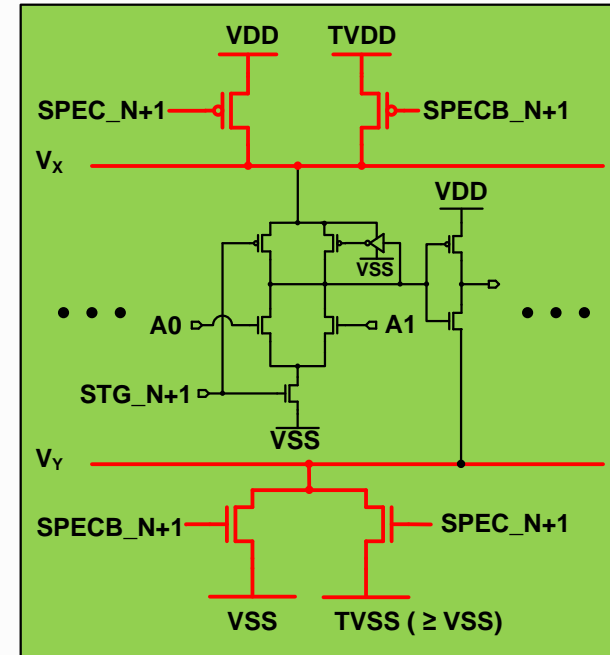 VDD TVDD
SPEC_N+1 SPECB_N+1
VX
VDD
VSS
A0 A1
STG_N+1
VSS
VY
SPECB_N+1 SPEC_N+1
VSS TVSS ( ≥ VSS)